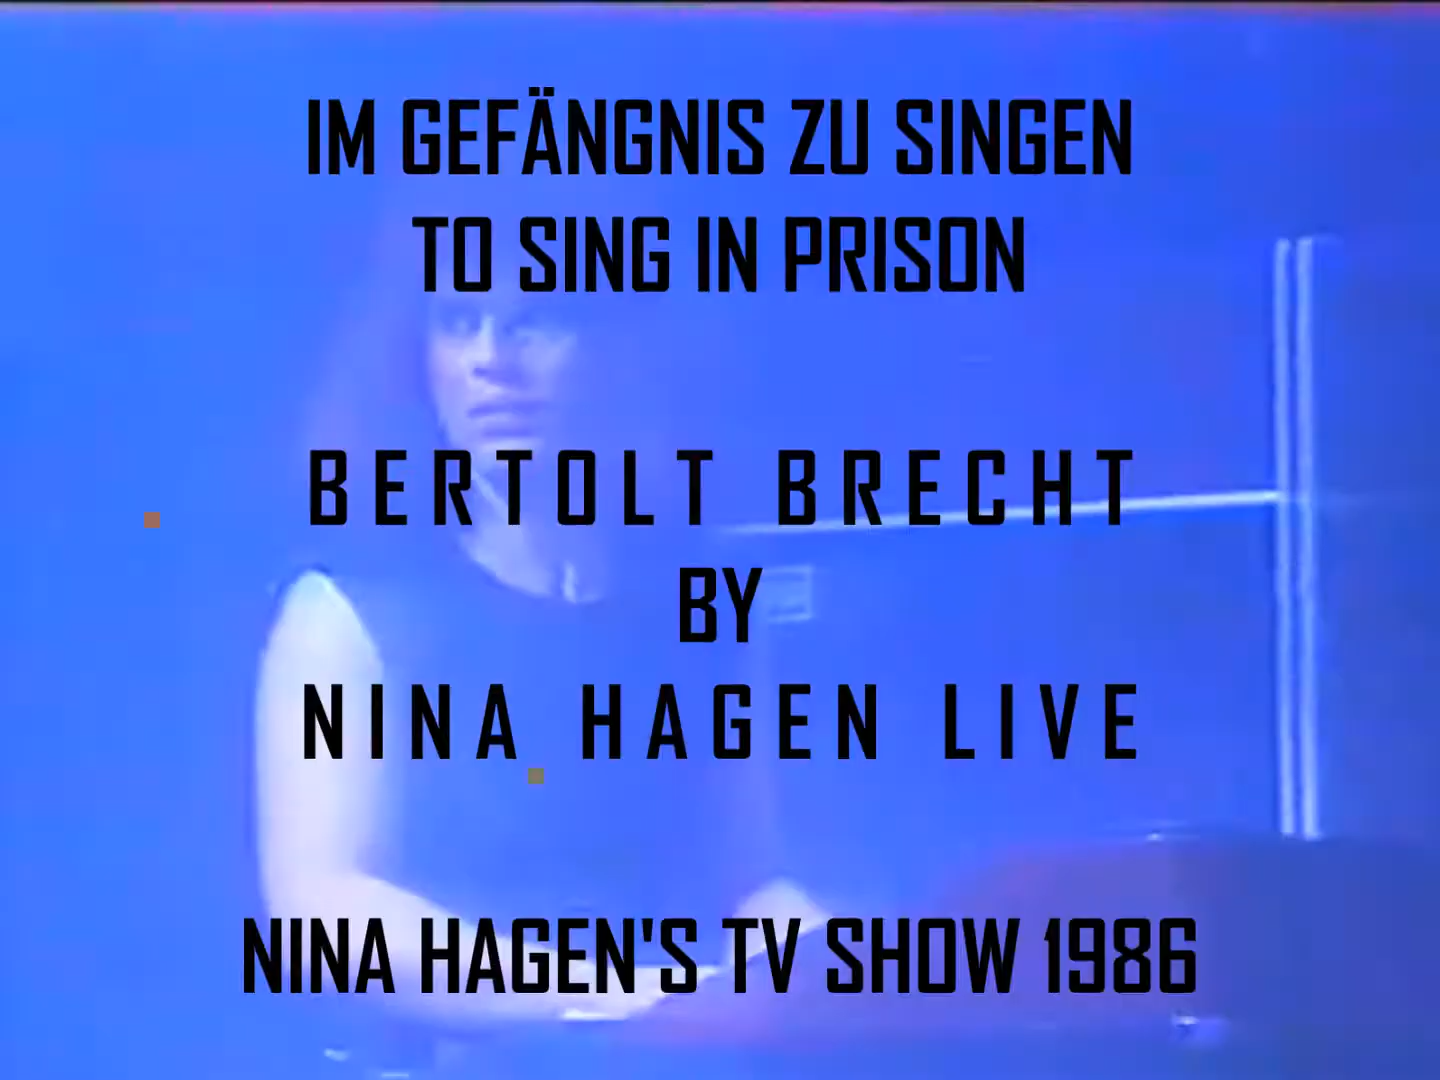 IM GEFÄNGNIS ZU SINGEN
TO SING IN PRISON
BERTOLT BRECHT
BY
NINA HAGEN LIVE
NINA HAGEN'S TV SHOW 1986